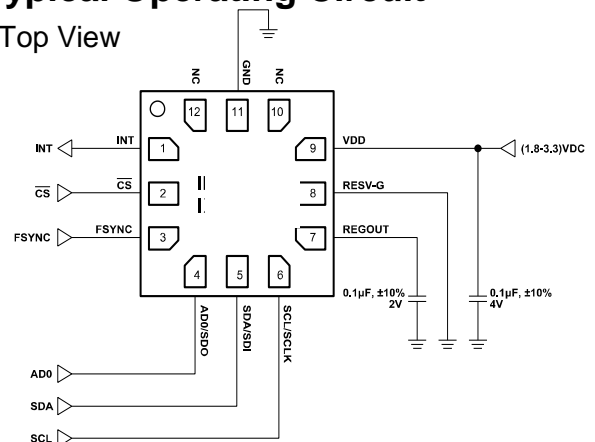 Typical Operating Circuit
Top View
NC
GND
NC
12
11
10
INT
INT
1
9
VDD
(1.8-3.3)VDC
CS
CS
2
8
RESV-G
FSYNC
FSYNC
3
7
REGOUT
4
5
6
0.1µF, ±10%
2V
0.1µF, ±10%
4V
AD0/SDO
SDA/SDI
SCL/SCLK
AD0
SDA
SCL